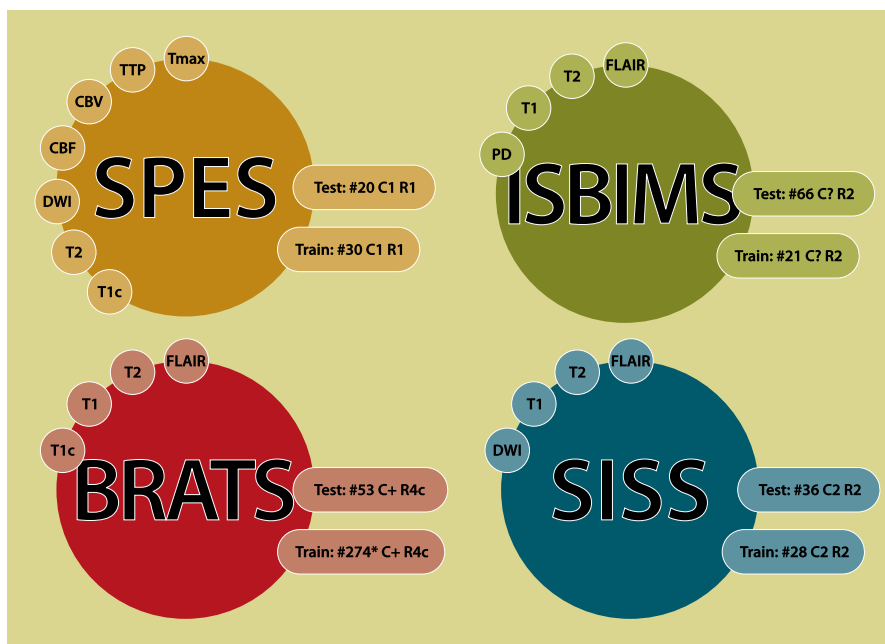 Tmax
TTP
CBV
CBF
DWI
T2
T1c
SPES
Test: #20 C1 R1
Train: #30 C1 R1
FLAIR
T2
T1
PD
ISBIMS
Test: #66 C? R2
Train: #21 C? R2
FLAIR
T2
T1
T1c
BRATS
Test: #53 C+ R4c
Train: #274* C+ R4c
FLAIR
T2
T1
DWI
SISS
Test: #36 C2 R2
Train: #28 C2 R2